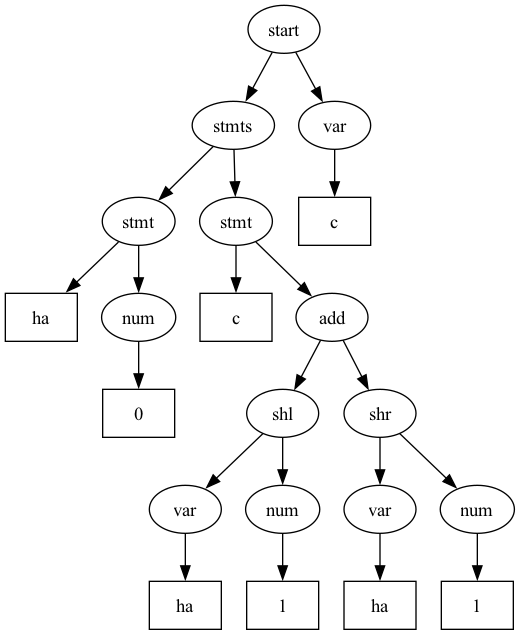 start
stmts var
stmt stmt c
ha num c add
0 shl shr
var num var num
ha 1 ha 1